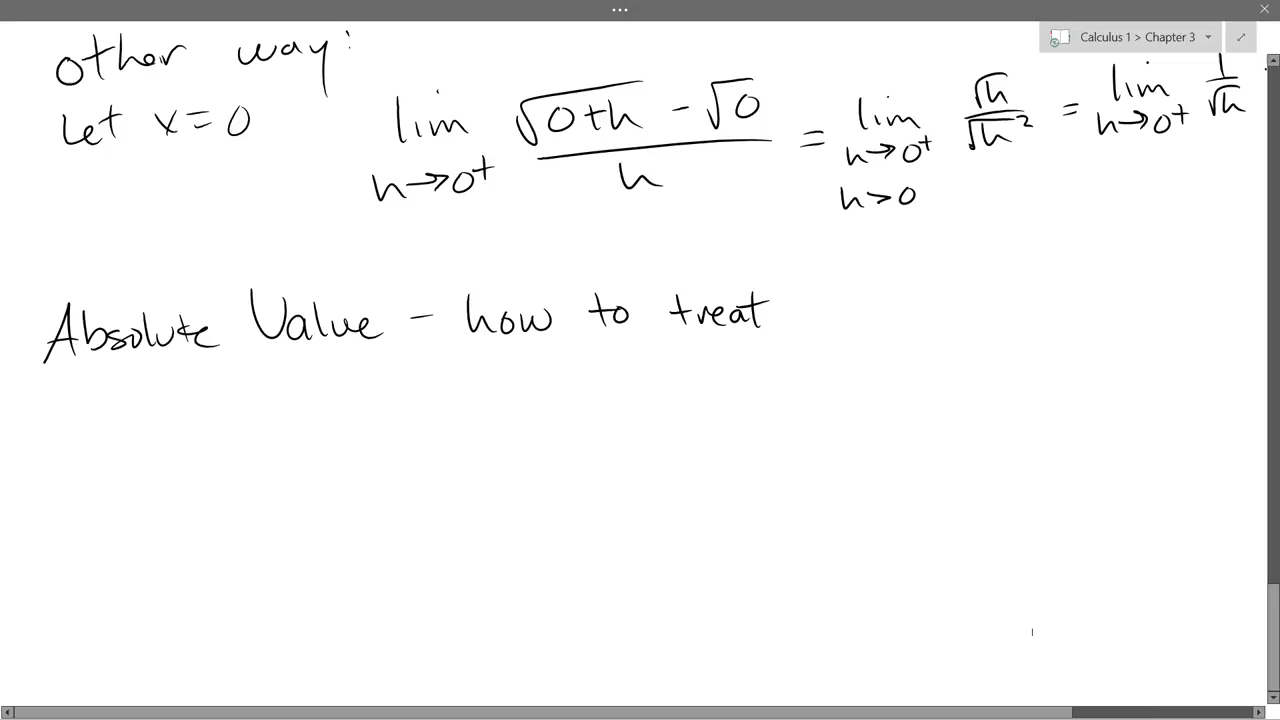 ...
Calculus 1 > Chapter 3
other way:
Let x=0 lim h→0+ (√(0+h) - √0)/h = lim h→0+ h>0 √h/√h² = lim h→0+ 1/√h
Absolute Value - how to treat